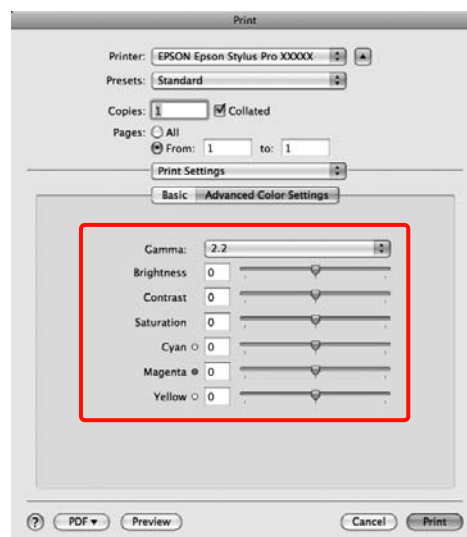 Print
Printer: EPSON Epson Stylus Pro XXXXX
Presets: Standard
Copies: 1 Collated
Pages: All
From: 1 to: 1
Print Settings
Basic Advanced Color Settings
Gamma: 2.2
Brightness 0
Contrast 0
Saturation 0
Cyan 0
Magenta 0
Yellow 0
? PDF Preview Cancel Print